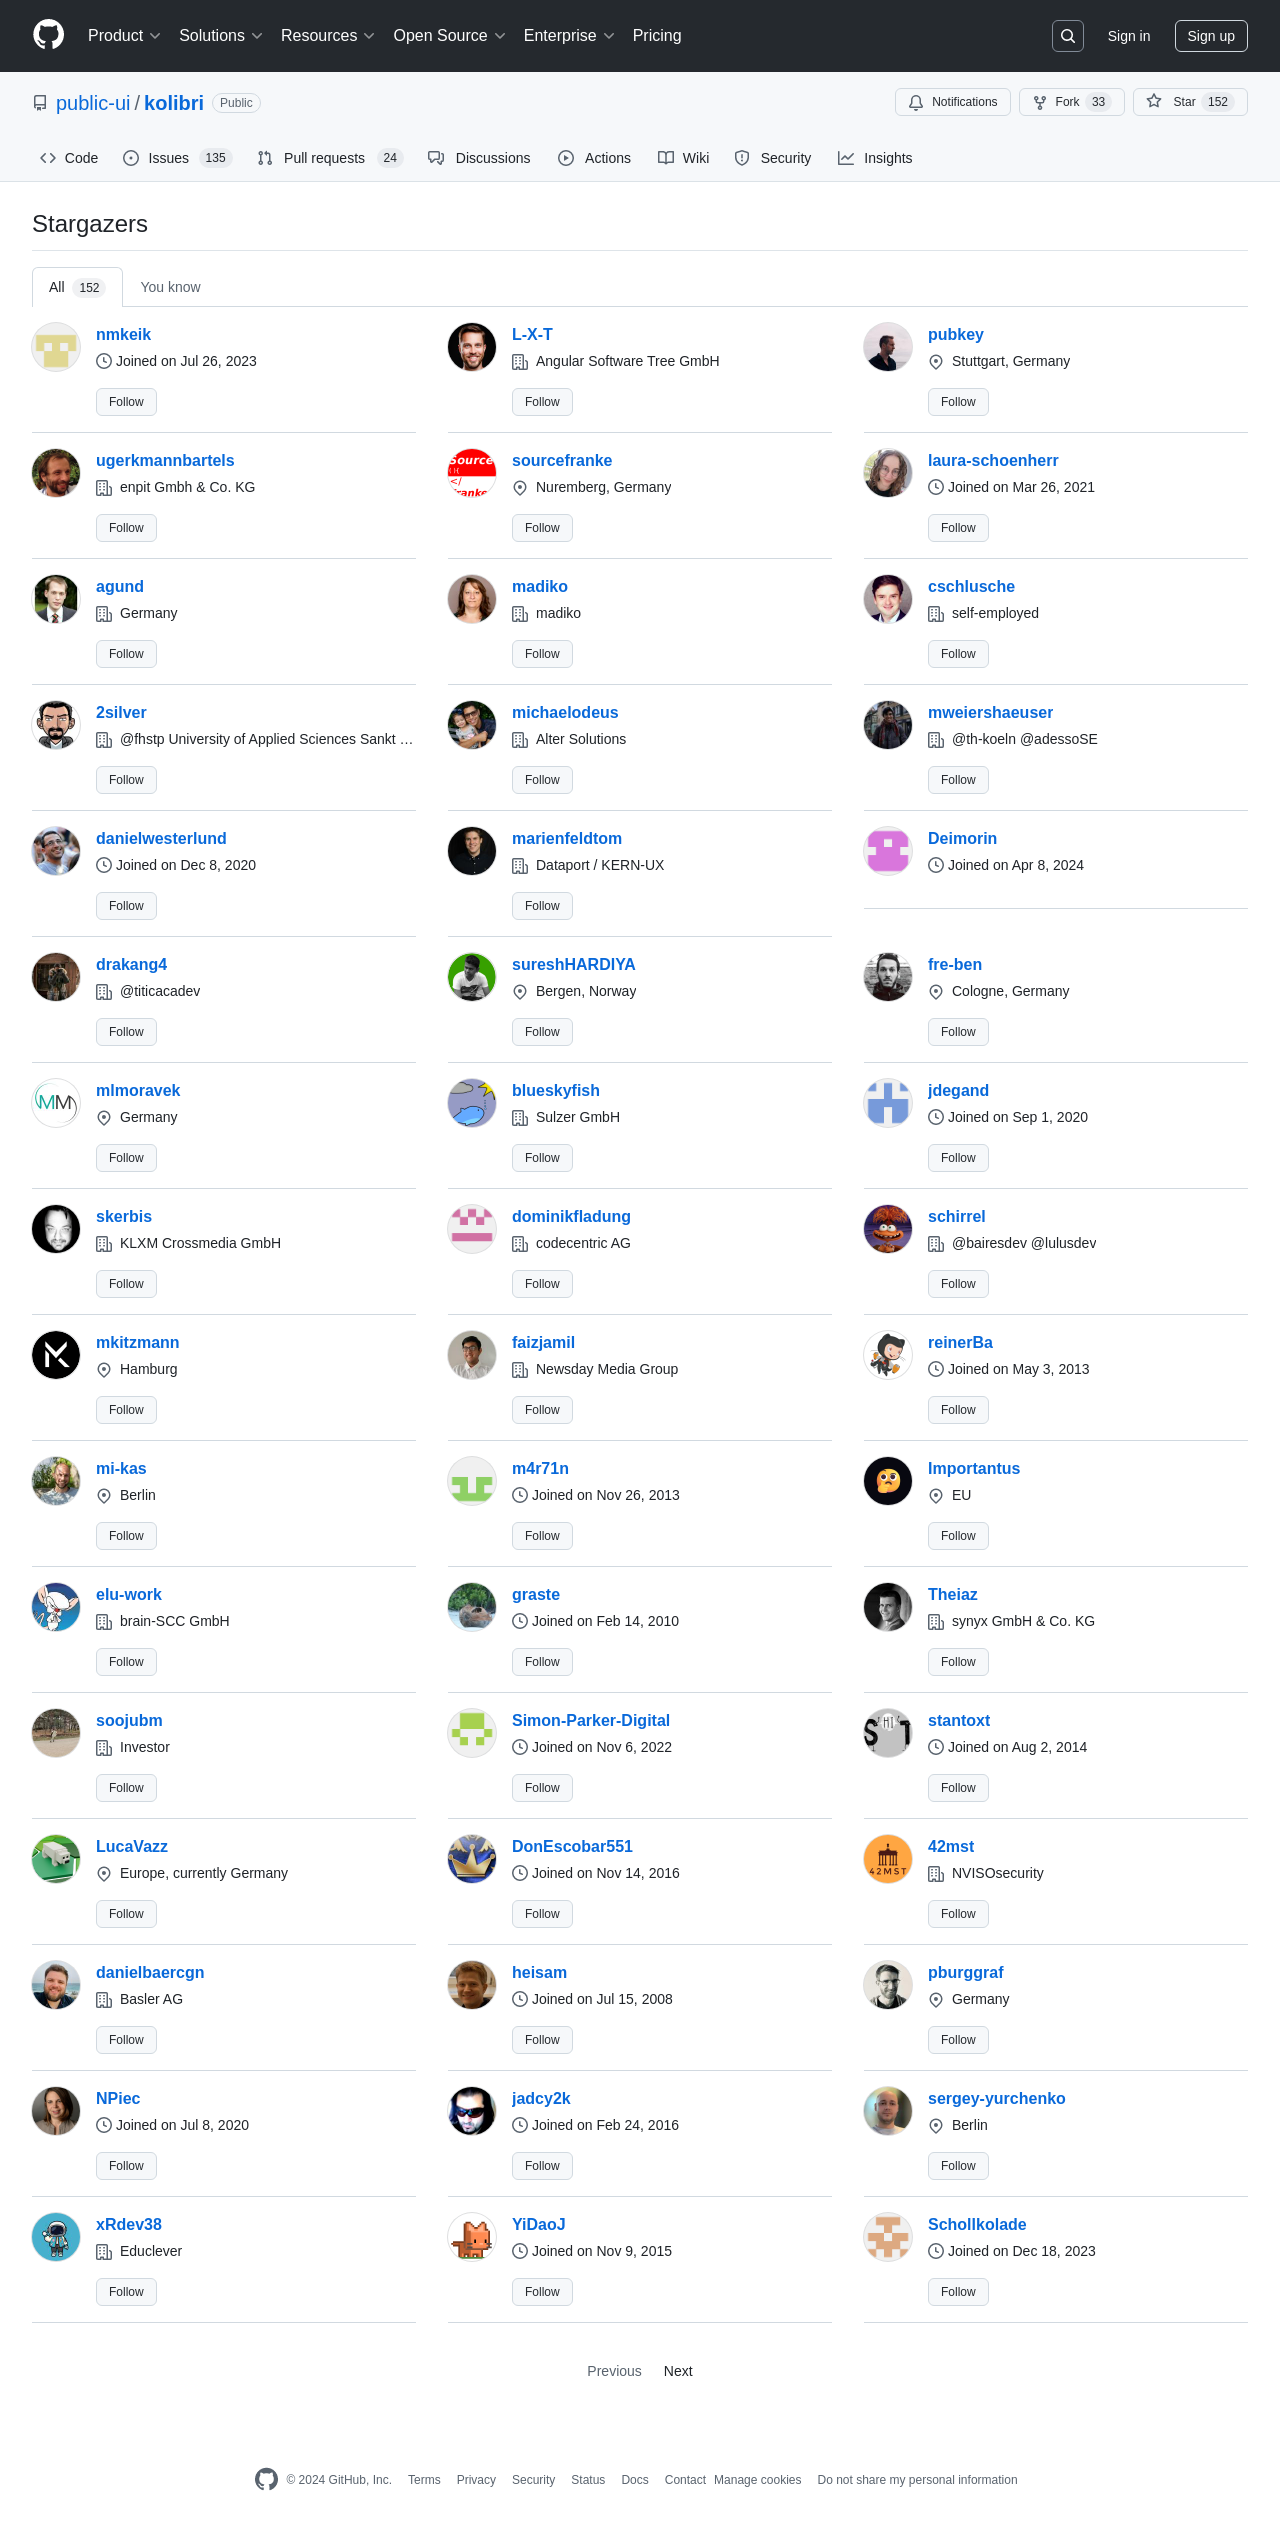 Product Solutions Resources Open Source Enterprise Pricing Sign in Sign up
public-ui / kolibri Public Notifications Fork 33 Star 152
Code Issues 135 Pull requests 24 Discussions Actions Wiki Security Insights
Stargazers
All 152 You know
nmkeik L-X-T pubkey
Joined on Jul 26, 2023 Angular Software Tree GmbH Stuttgart, Germany
Follow Follow Follow
ugerkmannbartels sourcefranke laura-schoenherr
enpit Gmbh & Co. KG Nuremberg, Germany Joined on Mar 26, 2021
Follow Follow Follow
agund madiko cschlusche
Germany madiko self-employed
Follow Follow Follow
2silver michaelodeus mweiershaeuser
@fhstp University of Applied Sciences Sankt … Alter Solutions @th-koeln @adessoSE
Follow Follow Follow
danielwesterlund marienfeldtom Deimorin
Joined on Dec 8, 2020 Dataport / KERN-UX Joined on Apr 8, 2024
Follow Follow
drakang4 sureshHARDIYA fre-ben
@titicacadev Bergen, Norway Cologne, Germany
Follow Follow Follow
mlmoravek blueskyfish jdegand
Germany Sulzer GmbH Joined on Sep 1, 2020
Follow Follow Follow
skerbis dominikfladung schirrel
KLXM Crossmedia GmbH codecentric AG @bairesdev @lulusdev
Follow Follow Follow
mkitzmann faizjamil reinerBa
Hamburg Newsday Media Group Joined on May 3, 2013
Follow Follow Follow
mi-kas m4r71n Importantus
Berlin Joined on Nov 26, 2013 EU
Follow Follow Follow
elu-work graste Theiaz
brain-SCC GmbH Joined on Feb 14, 2010 synyx GmbH & Co. KG
Follow Follow Follow
soojubm Simon-Parker-Digital stantoxt
Investor Joined on Nov 6, 2022 Joined on Aug 2, 2014
Follow Follow Follow
LucaVazz DonEscobar551 42mst
Europe, currently Germany Joined on Nov 14, 2016 NVISOsecurity
Follow Follow Follow
danielbaercgn heisam pburggraf
Basler AG Joined on Jul 15, 2008 Germany
Follow Follow Follow
NPiec jadcy2k sergey-yurchenko
Joined on Jul 8, 2020 Joined on Feb 24, 2016 Berlin
Follow Follow Follow
xRdev38 YiDaoJ Schollkolade
Educlever Joined on Nov 9, 2015 Joined on Dec 18, 2023
Follow Follow Follow
Previous Next
© 2024 GitHub, Inc. Terms Privacy Security Status Docs Contact Manage cookies Do not share my personal information